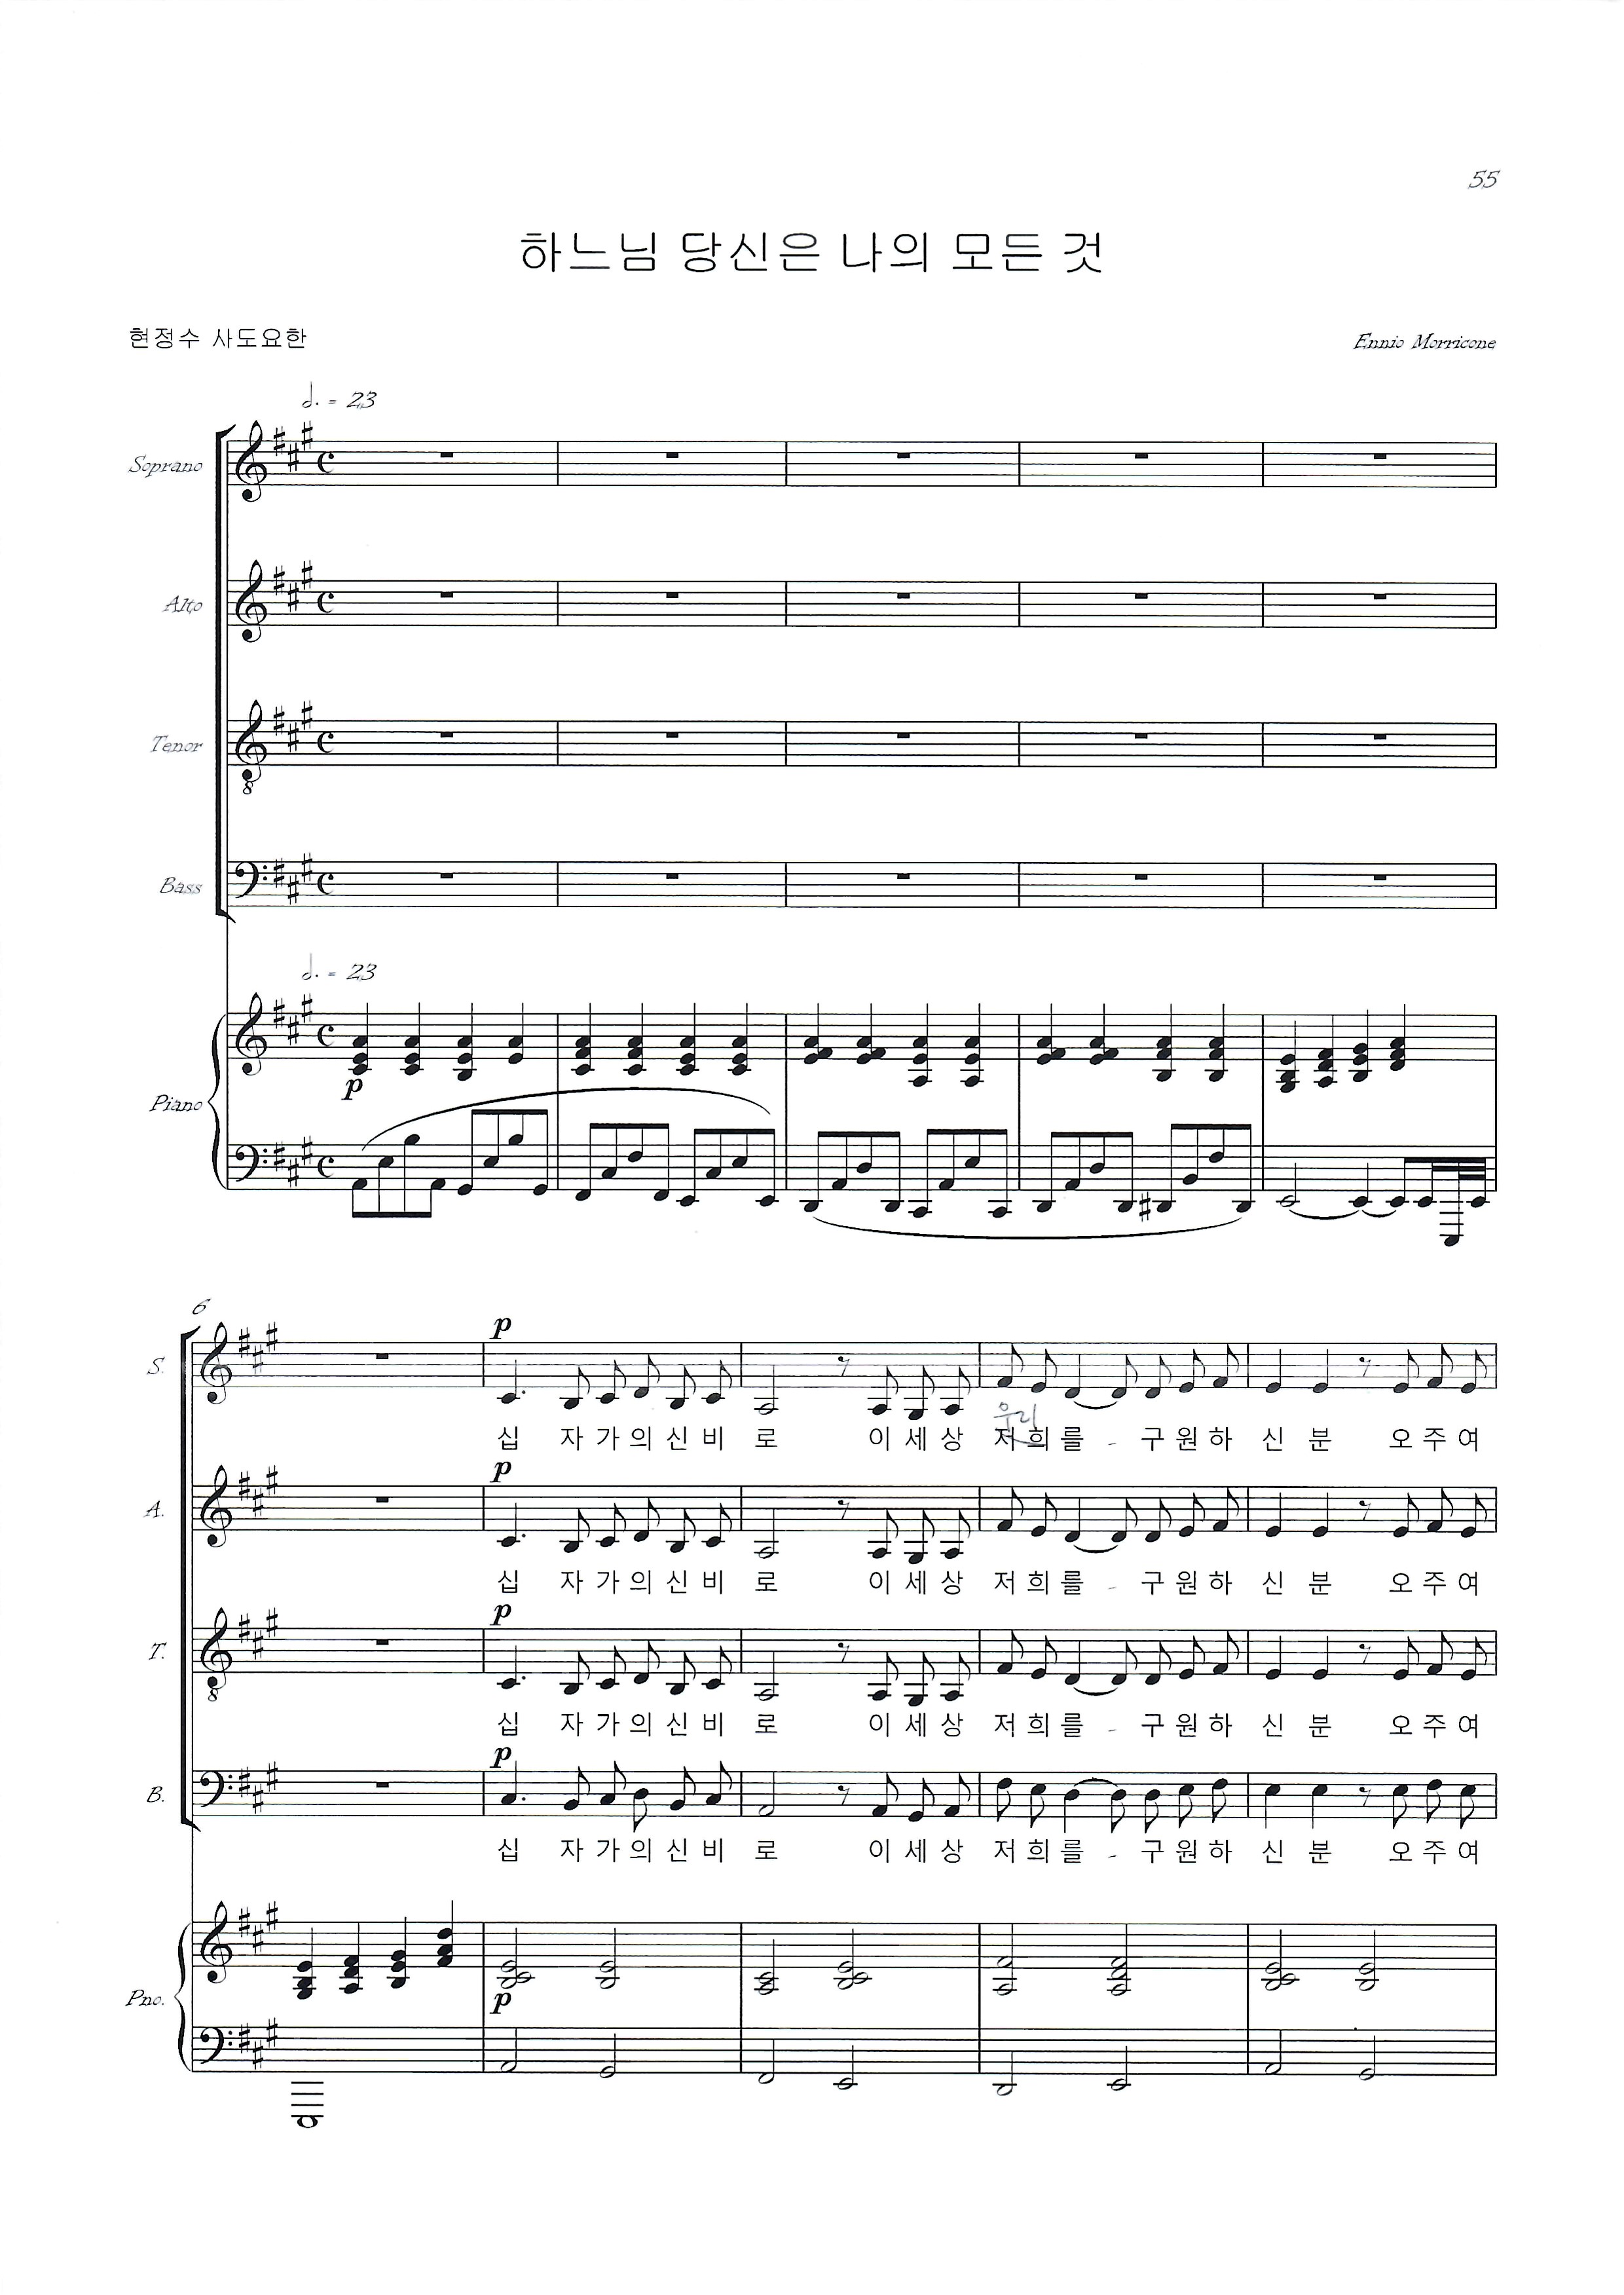 55
하느님 당신은 나의 모든 것
현정수 사도요한
Ennio Morricone
= 23
Soprano
Alto
Tenor
Bass
= 23
p
Piano
6
p
S.
우리
십 자 가 의 신 비 로 이 세 상 저 희 를 - 구 원 하 신 분 오 주 여
p
A.
십 자 가 의 신 비 로 이 세 상 저 희 를 - 구 원 하 신 분 오 주 여
p
T.
십 자 가 의 신 비 로 이 세 상 저 희 를 - 구 원 하 신 분 오 주 여
p
B.
십 자 가 의 신 비 로 이 세 상 저 희 를 - 구 원 하 신 분 오 주 여
Pno.
p